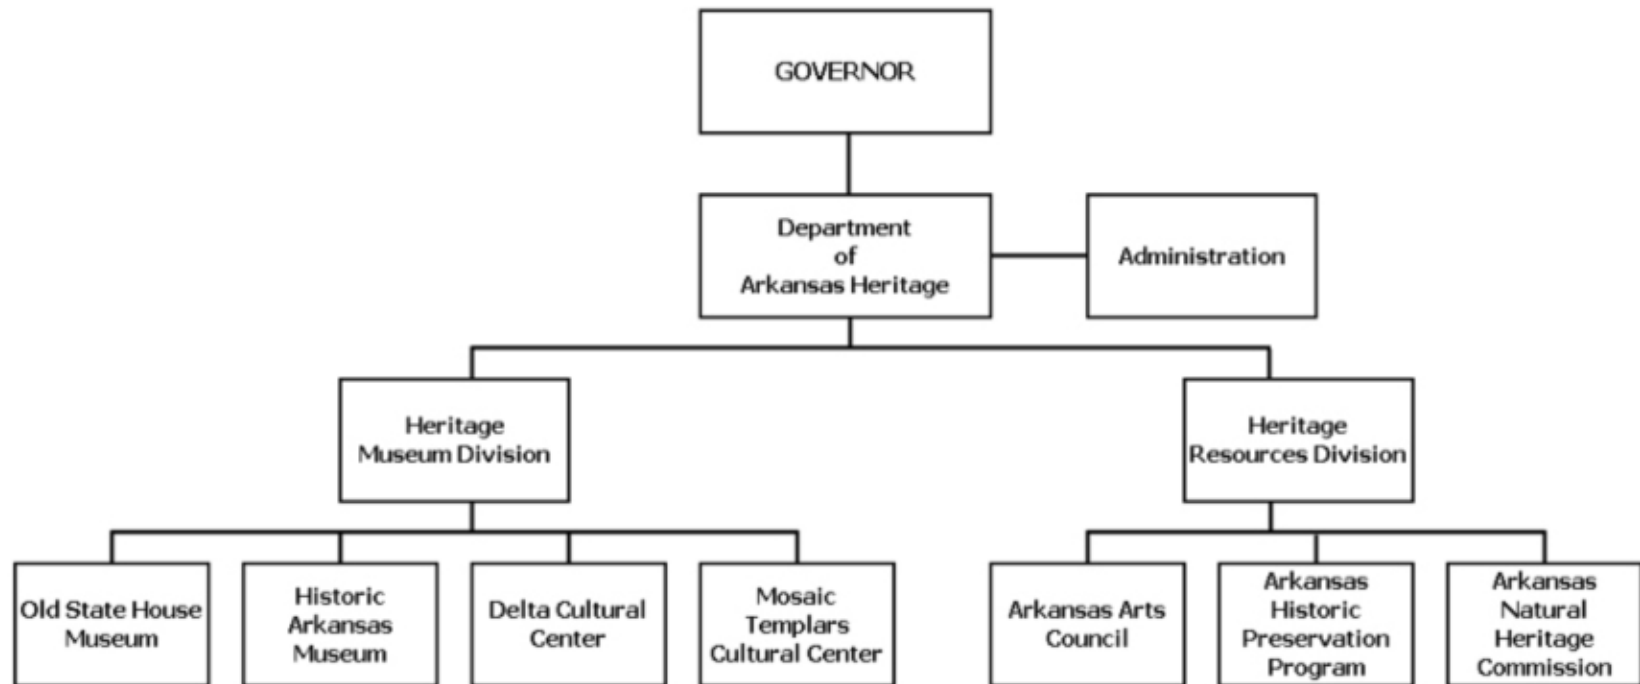 GOVERNOR
Department
of
Arkansas Heritage
Administration
Heritage
Museum Division
Heritage
Resources Division
Old State House
Museum
Historic
Arkansas
Museum
Delta Cultural
Center
Mosaic
Templars
Cultural Center
Arkansas Arts
Council
Arkansas
Historic
Preservation
Program
Arkansas
Natural
Heritage
Commission